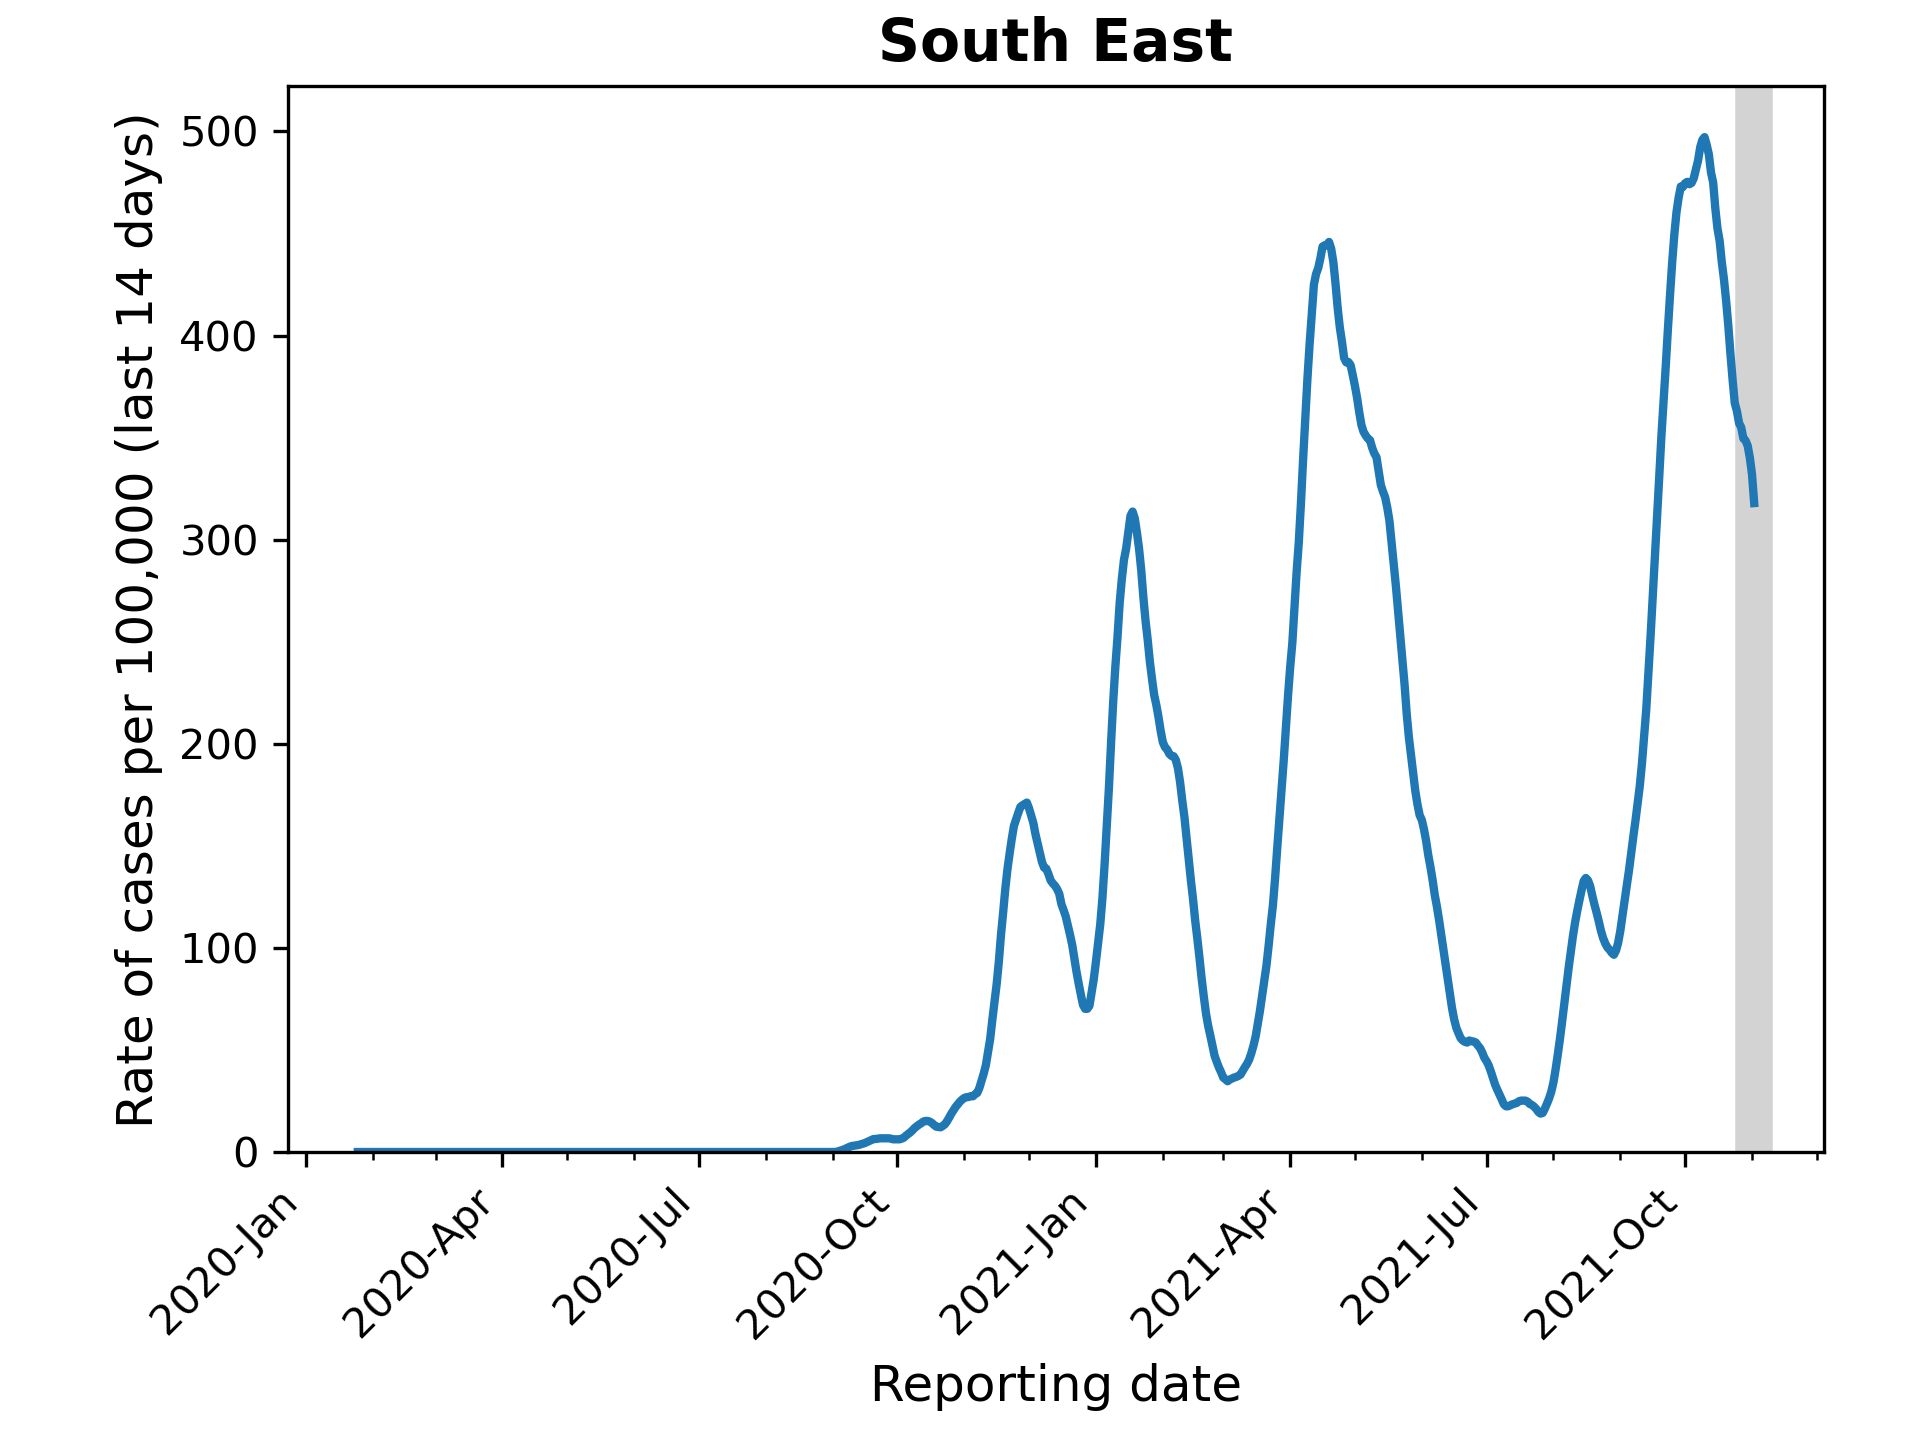 South East
Rate of cases per 100,000 (last 14 days)
500
400
300
200
100
0
2020-Jan
2020-Apr
2020-Jul
2020-Oct
2021-Jan
2021-Apr
2021-Jul
2021-Oct
Reporting date